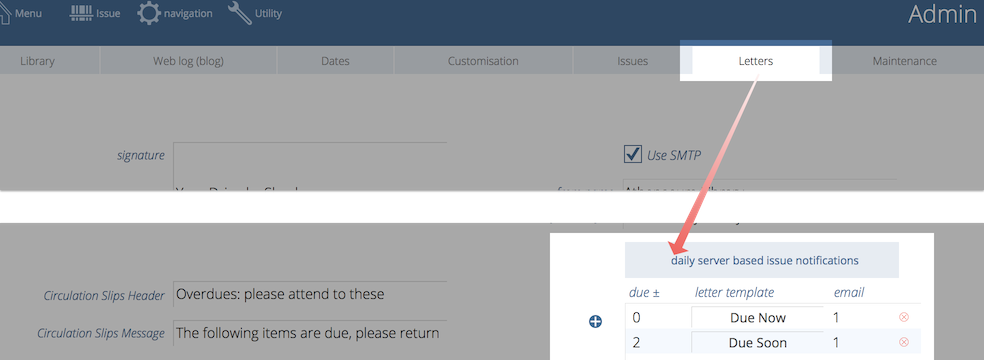 Menu Issue navigation Utility Admin
Library Web log (blog) Dates Customisation Issues Letters Maintenance
signature Use SMTP
daily server based issue notifications
due ± letter template email
Circulation Slips Header Overdues: please attend to these
0 Due Now 1
Circulation Slips Message The following items are due, please return
2 Due Soon 1